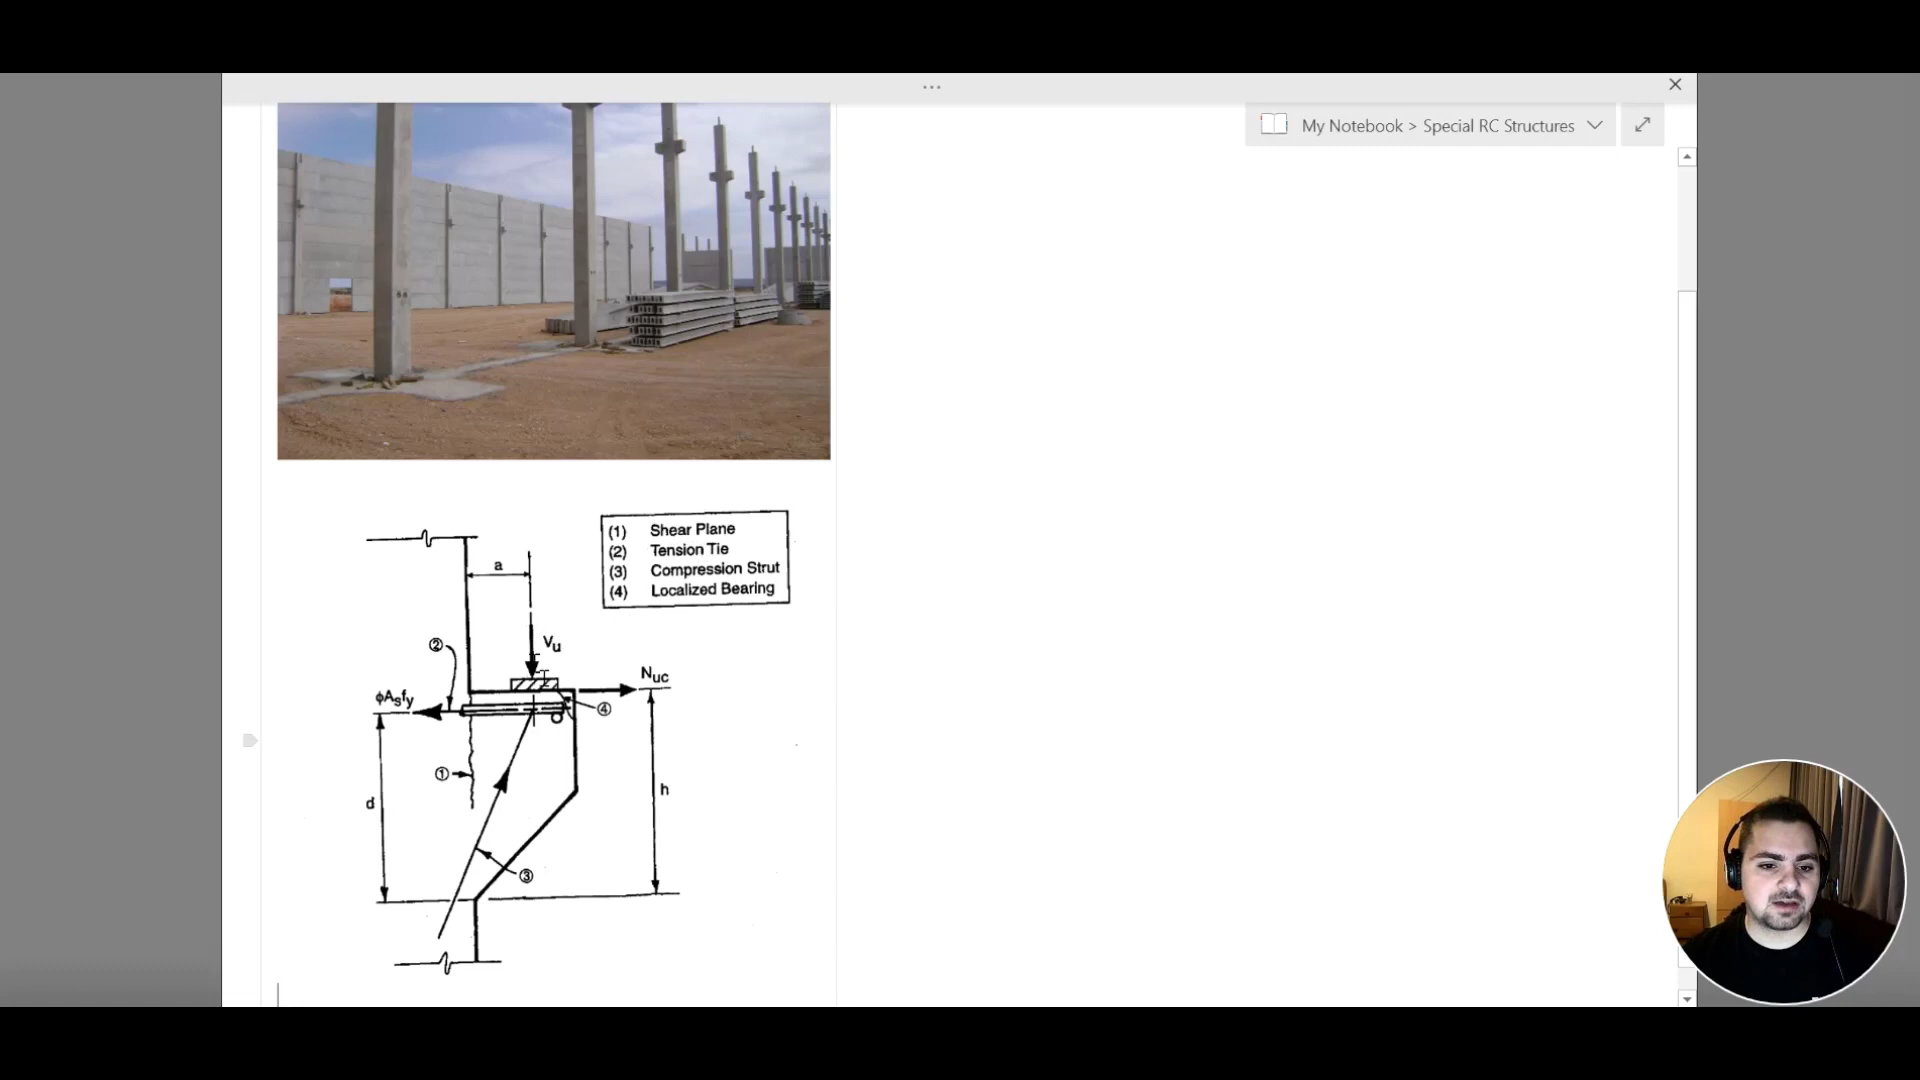 ...
My Notebook > Special RC Structures
(1) Shear Plane
(2) Tension Tie
(3) Compression Strut
(4) Localized Bearing
a
Vu
②
Nuc
ϕAsfy
④
①
d
h
③